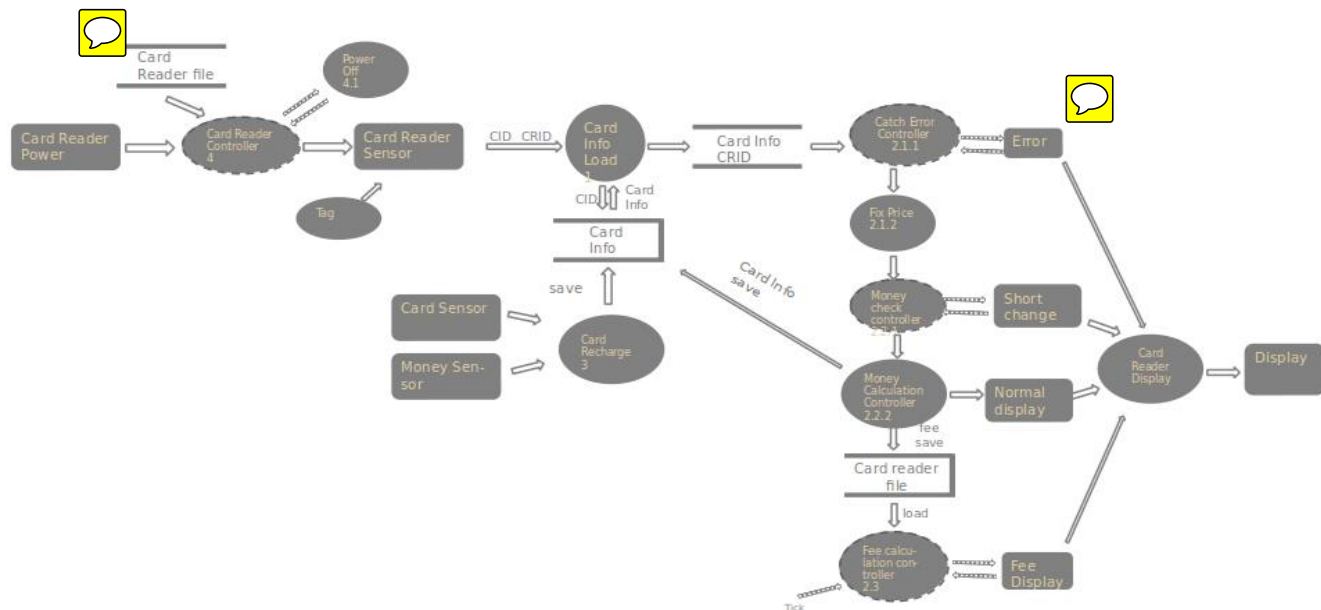 Card
Reader file
Power
Off
4.1
Card Reader
Power
Card Reader
Controller
4
Card Reader
Sensor
Tag
CID CRID
Card
Info
Load
1
CID
Card
Info
Card Info
CRID
Catch Error
Controller
2.1.1
Error
Fix Price
2.1.2
Card
Info
save
Card Sensor
Money Sen-
sor
Card
Recharge
3
Card Info
save
Money
check
controller
Short
change
Money
Calculation
Controller
2.2.2
Normal
display
Card
Reader
Display
Display
fee
save
Card reader
file
load
Fee calcu-
lation con-
troller
2.3
Fee
Display
Tick